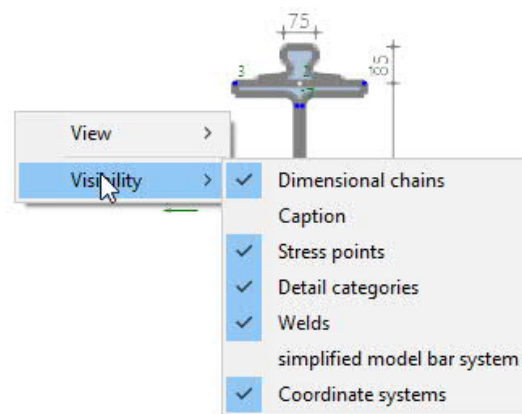 75
85
3
View
Visibility
Dimensional chains
Caption
Stress points
Detail categories
Welds
simplified model bar system
Coordinate systems